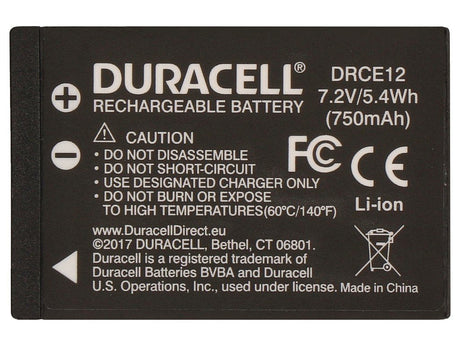 DURACELL®
RECHARGEABLE BATTERY
DRCE12
7.2V/5.4Wh
(750mAh)
CAUTION
• DO NOT DISASSEMBLE
• DO NOT SHORT-CIRCUIT
• USE DESIGNATED CHARGER ONLY
• DO NOT BURN OR EXPOSE
TO HIGH TEMPERATURES(60°C/140°F)
FC CE
Li-ion
www.DuracellDirect.eu
©2017 DURACELL, Bethel, CT 06801.
Duracell is a registered trademark of
Duracell Batteries BVBA and Duracell
U.S. Operations, Inc., used under license.
Made in China